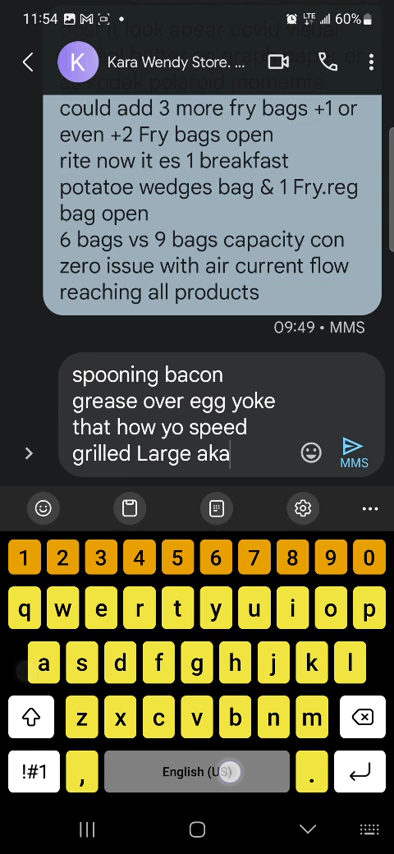 11:54
LTE 60%
K Kara Wendy Store. ...
could add 3 more fry bags +1 or
even +2 Fry bags open
rite now it es 1 breakfast
potatoe wedges bag & 1 Fry.reg
bag open
6 bags vs 9 bags capacity con
zero issue with air current flow
reaching all products
09:49 • MMS
spooning bacon
grease over egg yoke
that how yo speed
grilled Large aka
MMS
1 2 3 4 5 6 7 8 9 0
q w e r t y u i o p
a s d f g h j k l
z x c v b n m
!#1 , English (US) .